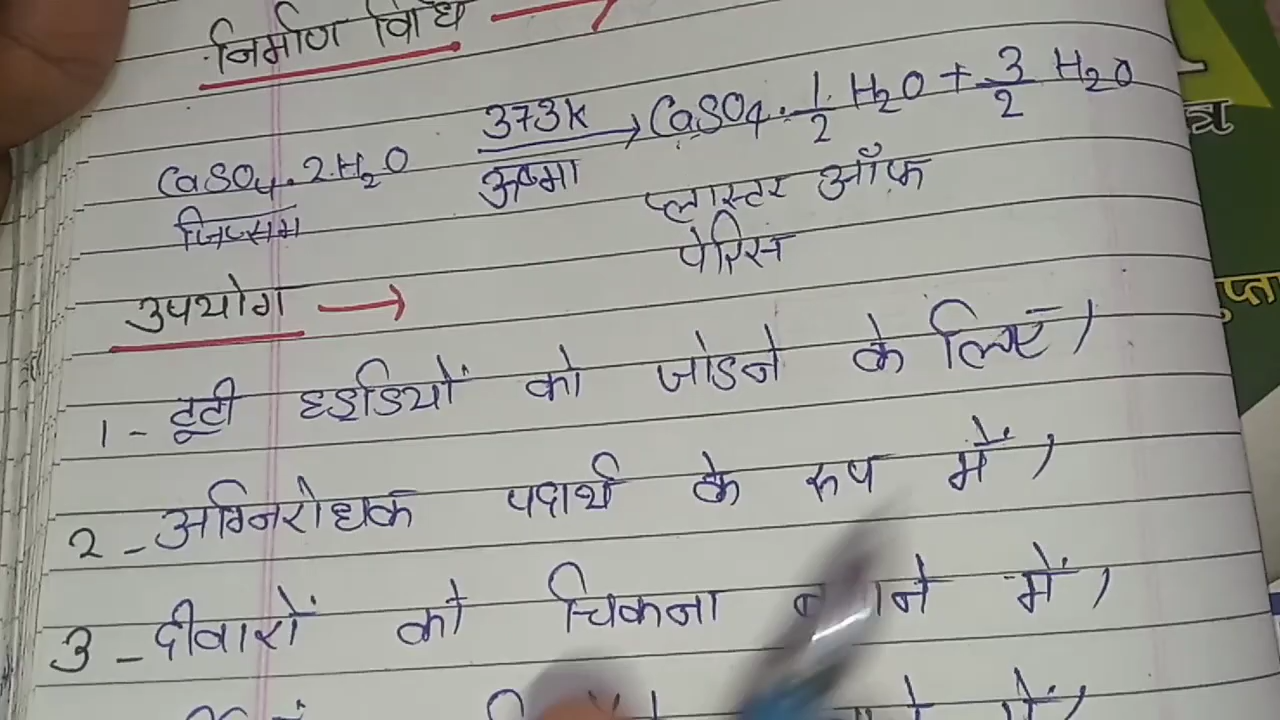 निर्माण विधि →
CaSO4.2H2O 373K → CaSO4.1/2 H2O + 3/2 H2O
जिप्सम ऊष्मा प्लास्टर ऑफ
पेरिस
उपयोग →
1 - टूटी हड्डियों को जोडने के लिए।
2 - अग्निरोधक पदार्थ के रूप में,
3 - दीवारों को चिकना में,
त्र
प्ता